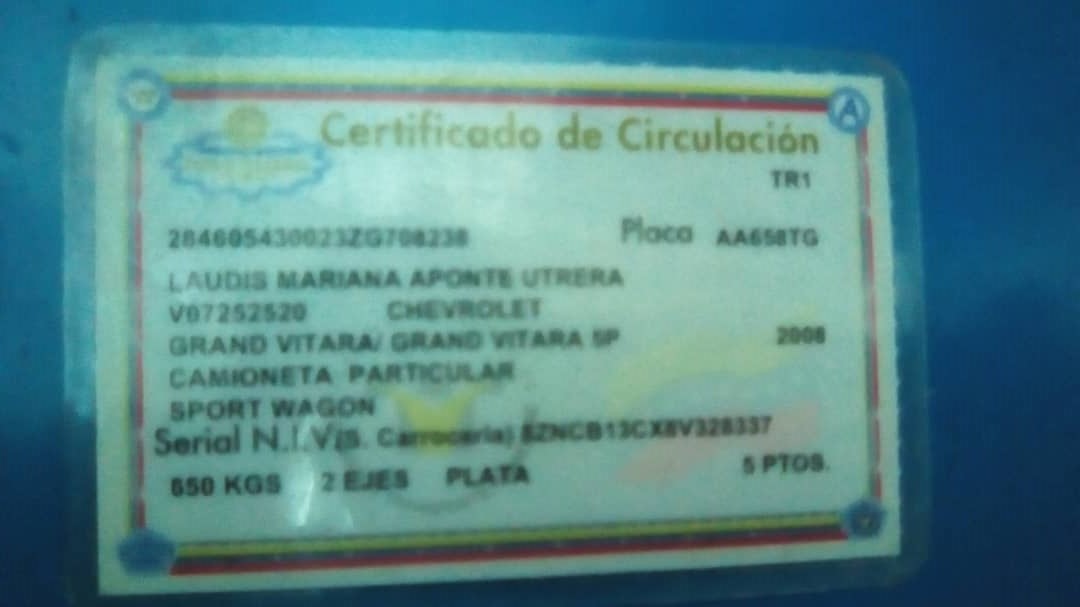 Certificado de Circulación
TR1
Placa AA658TG
LAUDIS MARIANA APONTE UTRERA
V07252520 CHEVROLET
GRAND VITARA/ GRAND VITARA 5P 2008
CAMIONETA PARTICULAR
SPORT WAGON
Serial N.I.V(S. Carroceria) 8ZNCB13CX8V328337
650 KGS 2 EJES PLATA 5 PTOS.